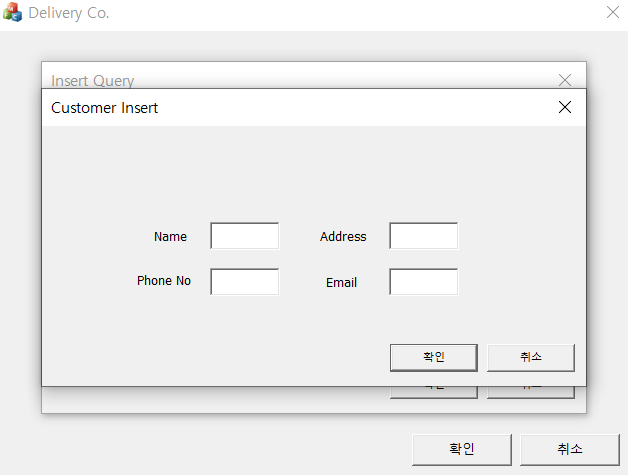 Delivery Co.
Insert Query
Customer Insert
Name Address
Phone No Email
확인 취소
확인 취소